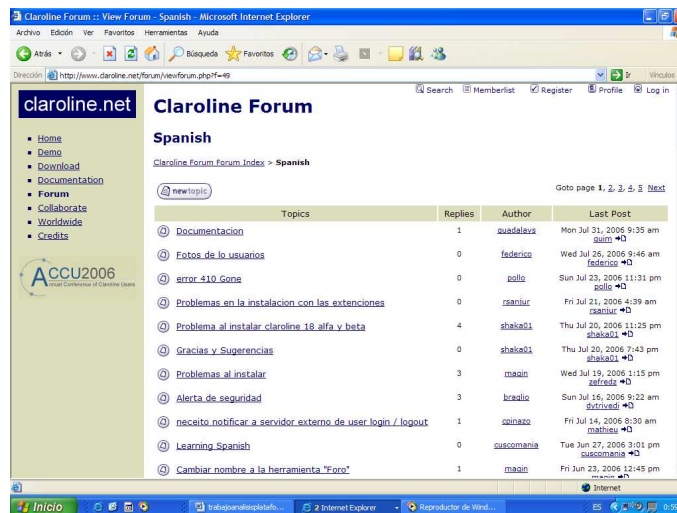 Claroline Forum :: View Forum - Spanish - Microsoft Internet Explorer
Archivo Edición Ver Favoritos Herramientas Ayuda
Atrás Búsqueda Favoritos
Dirección http://www.claroline.net/forum/viewforum.php?f=49 Ir Vínculos
Search Memberlist Register Profile Log in
claroline.net
Home
Demo
Download
Documentation
Forum
Collaborate
Worldwide
Credits
ACCU2006
Annual Conference of Claroline Users
Claroline Forum
Spanish
Claroline Forum Forum Index > Spanish
newtopic Goto page 1, 2, 3, 4, 5 Next
Topics Replies Author Last Post
Documentacion 1 guadalavs Mon Jul 31, 2006 9:35 am
quim
Fotos de lo usuarios 0 federico Wed Jul 26, 2006 9:46 am
federico
error 410 Gone 0 pollo Sun Jul 23, 2006 11:31 pm
pollo
Problemas en la instalacion con las extenciones 0 rsanjur Fri Jul 21, 2006 4:39 am
rsanjur
Problema al instalar claroline 18 alfa y beta 4 shaka01 Thu Jul 20, 2006 11:25 pm
shaka01
Gracias y Sugerencias 0 shaka01 Thu Jul 20, 2006 7:43 pm
shaka01
Problemas al instalar 3 magin Wed Jul 19, 2006 1:15 pm
zefredz
Alerta de seguridad 3 braglio Sun Jul 16, 2006 9:22 am
dvtrivedi
neceito notificar a servidor externo de user login / logout 1 cpinazo Fri Jul 14, 2006 8:30 am
mathieu
Learning Spanish 0 cuscomania Tue Jun 27, 2006 3:01 pm
cuscomania
Cambiar nombre a la herramienta "Foro" 1 magin Fri Jun 23, 2006 12:45 pm
magin
Internet
Inicio trabajoanalisisplatafo... 2 Internet Explorer Reproductor de Wind... ES